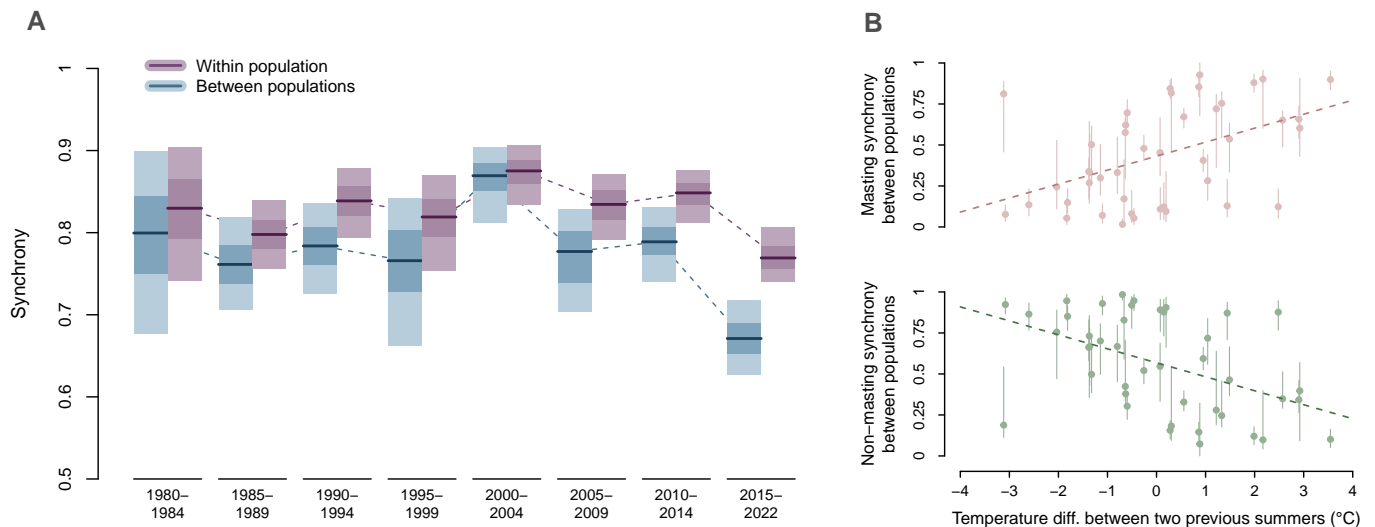 A
Within population
Between populations
Synchrony
1
0.9
0.8
0.7
0.6
0.5
1980−
1984
1985−
1989
1990−
1994
1995−
1999
2000−
2004
2005−
2009
2010−
2014
2015−
2022
B
Masting synchrony
between populations
1
0.75
0.5
0.25
0
Non−masting synchrony
between populations
1
0.75
0.5
0.25
0
−4 −3 −2 −1 0 1 2 3 4
Temperature diff. between two previous summers (°C)